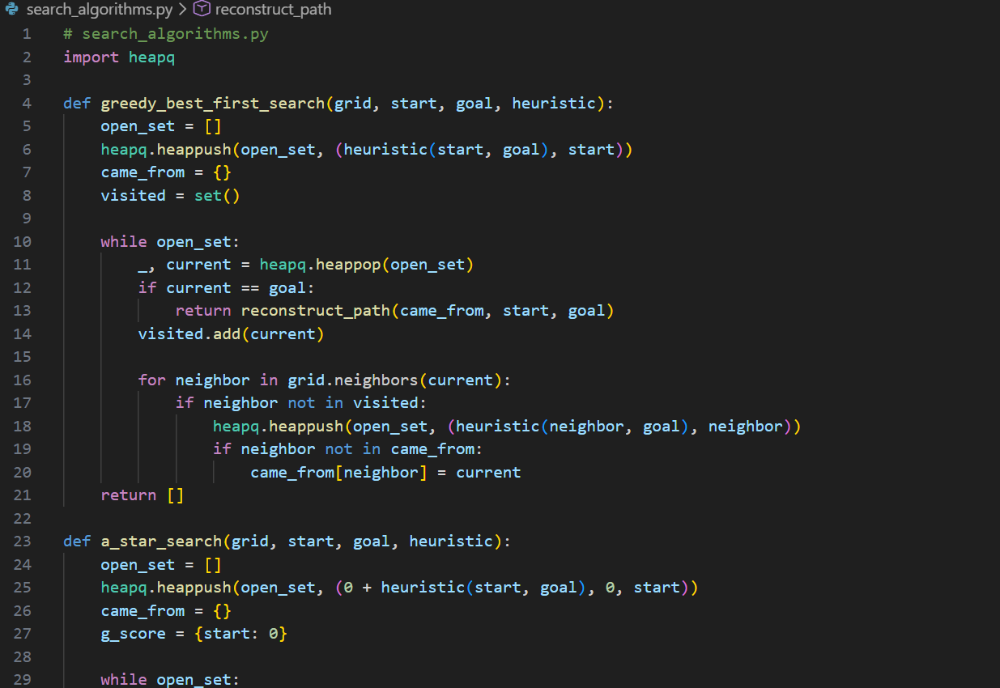 search_algorithms.py > reconstruct_path
1 # search_algorithms.py
2 import heapq
3
4 def greedy_best_first_search(grid, start, goal, heuristic):
5     open_set = []
6     heapq.heappush(open_set, (heuristic(start, goal), start))
7     came_from = {}
8     visited = set()
9
10     while open_set:
11         _, current = heapq.heappop(open_set)
12         if current == goal:
13             return reconstruct_path(came_from, start, goal)
14         visited.add(current)
15
16         for neighbor in grid.neighbors(current):
17             if neighbor not in visited:
18                 heapq.heappush(open_set, (heuristic(neighbor, goal), neighbor))
19                 if neighbor not in came_from:
20                     came_from[neighbor] = current
21     return []
22
23 def a_star_search(grid, start, goal, heuristic):
24     open_set = []
25     heapq.heappush(open_set, (0 + heuristic(start, goal), 0, start))
26     came_from = {}
27     g_score = {start: 0}
28
29     while open_set: